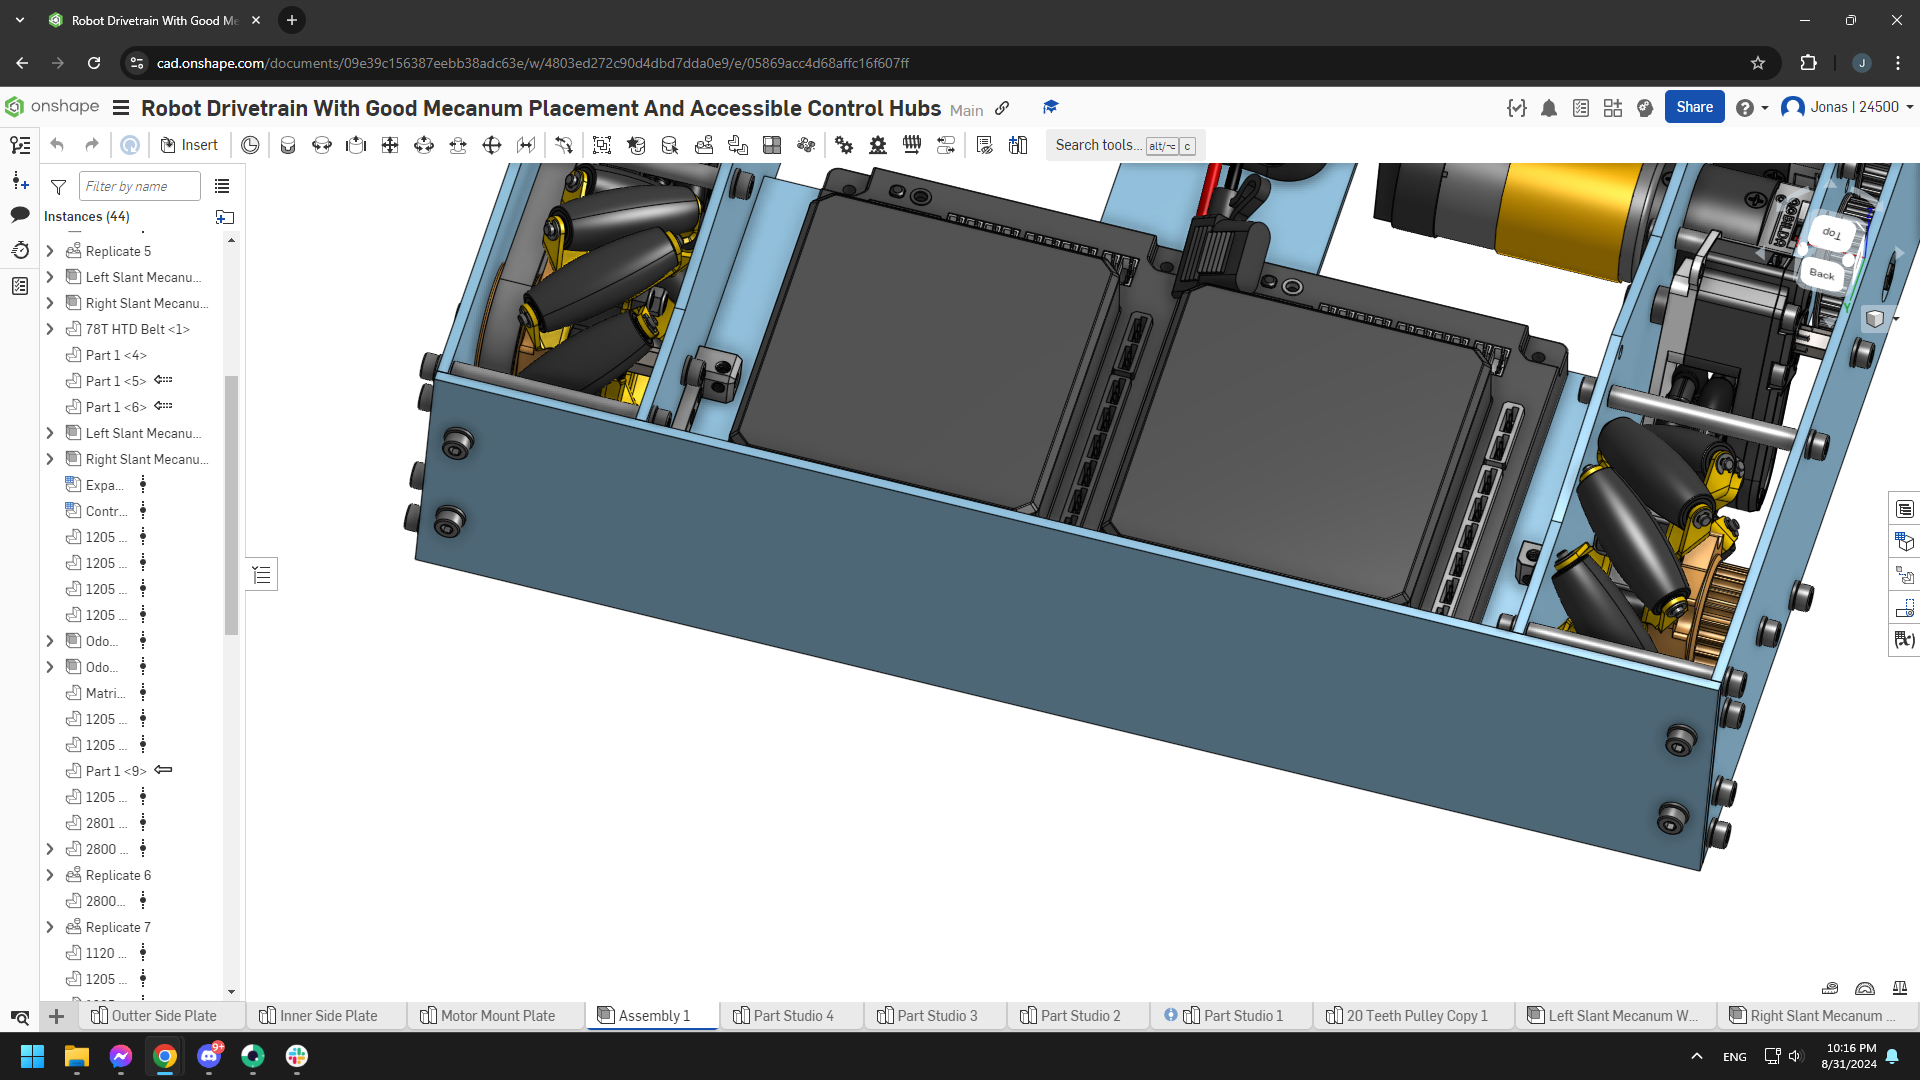 Robot Drivetrain With Good Me
cad.onshape.com/documents/09e39c156387eebb38adc63e/w/4803ed272c90d4dbd7dda0e9/e/05869acc4d68affc16f607ff
J
onshape
Robot Drivetrain With Good Mecanum Placement And Accessible Control Hubs
Main
Share
Jonas | 24500
Insert
Search tools... alt/⌥ c
Filter by name
Instances (44)
Replicate 5
Left Slant Mecanu...
Right Slant Mecanu...
78T HTD Belt <1>
Part 1 <4>
Part 1 <5>
Part 1 <6>
Left Slant Mecanu...
Right Slant Mecanu...
Expa...
Contr...
1205 ...
1205 ...
1205 ...
1205 ...
Odo...
Odo...
Matri...
1205 ...
1205 ...
Part 1 <9>
1205 ...
2801 ...
2800 ...
Replicate 6
2800...
Replicate 7
1120 ...
1205 ...
goBILDA
Top
Back
Outter Side Plate
Inner Side Plate
Motor Mount Plate
Assembly 1
Part Studio 4
Part Studio 3
Part Studio 2
Part Studio 1
20 Teeth Pulley Copy 1
Left Slant Mecanum W...
Right Slant Mecanum ...
9+
ENG
10:16 PM
8/31/2024